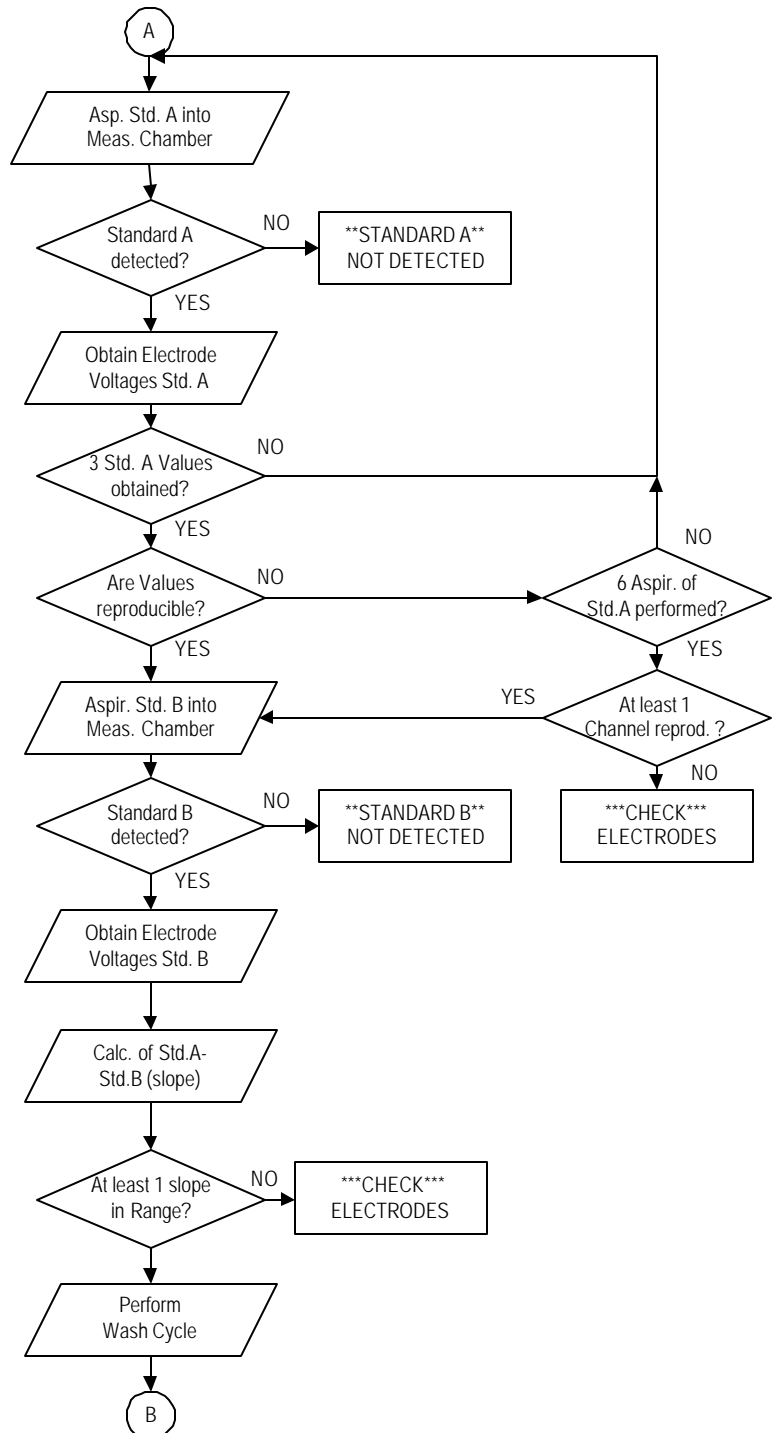 A
Asp. Std. A into
Meas. Chamber
Standard A
detected?
NO
**STANDARD A**
NOT DETECTED
YES
Obtain Electrode
Voltages Std. A
3 Std. A Values
obtained?
NO
YES
Are Values
reproducible?
NO
6 Aspir. of
Std.A performed?
NO
YES
YES
Aspir. Std. B into
Meas. Chamber
YES
At least 1
Channel reprod. ?
NO
***CHECK***
ELECTRODES
Standard B
detected?
NO
**STANDARD B**
NOT DETECTED
YES
Obtain Electrode
Voltages Std. B
Calc. of Std.A-
Std.B (slope)
At least 1 slope
in Range?
NO
***CHECK***
ELECTRODES
Perform
Wash Cycle
B